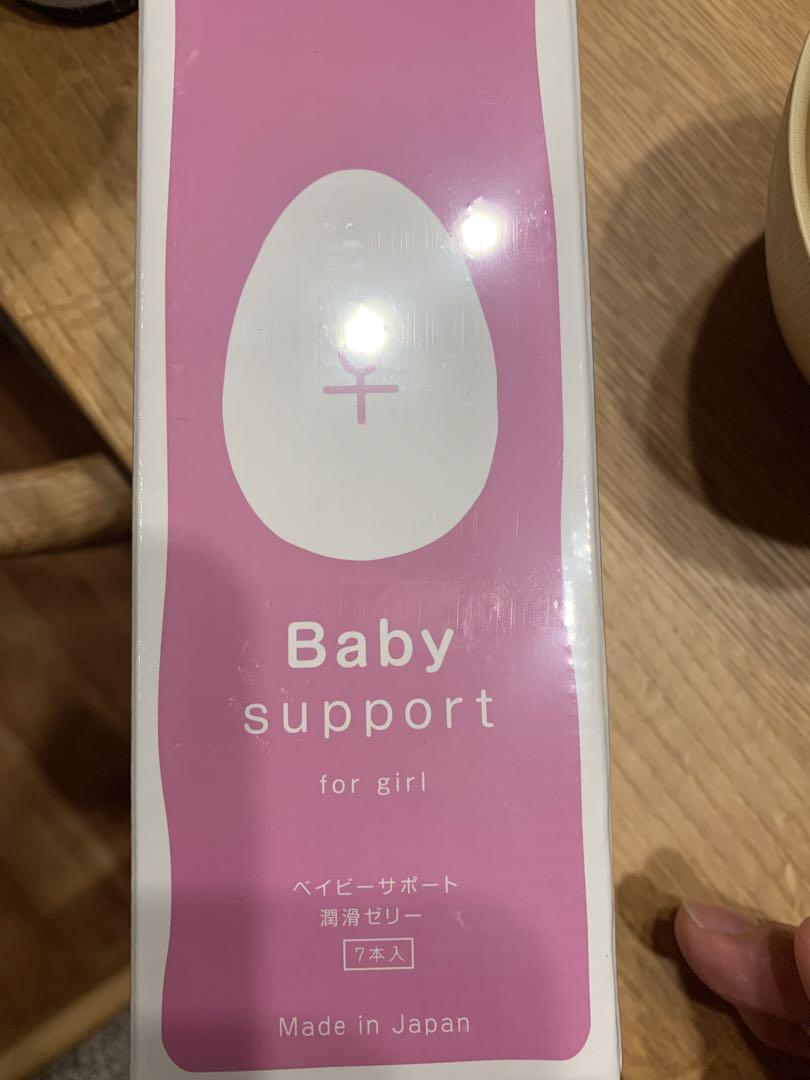 Baby
support
for girl
ベイビーサポート
潤滑ゼリー
7本入
Made in Japan